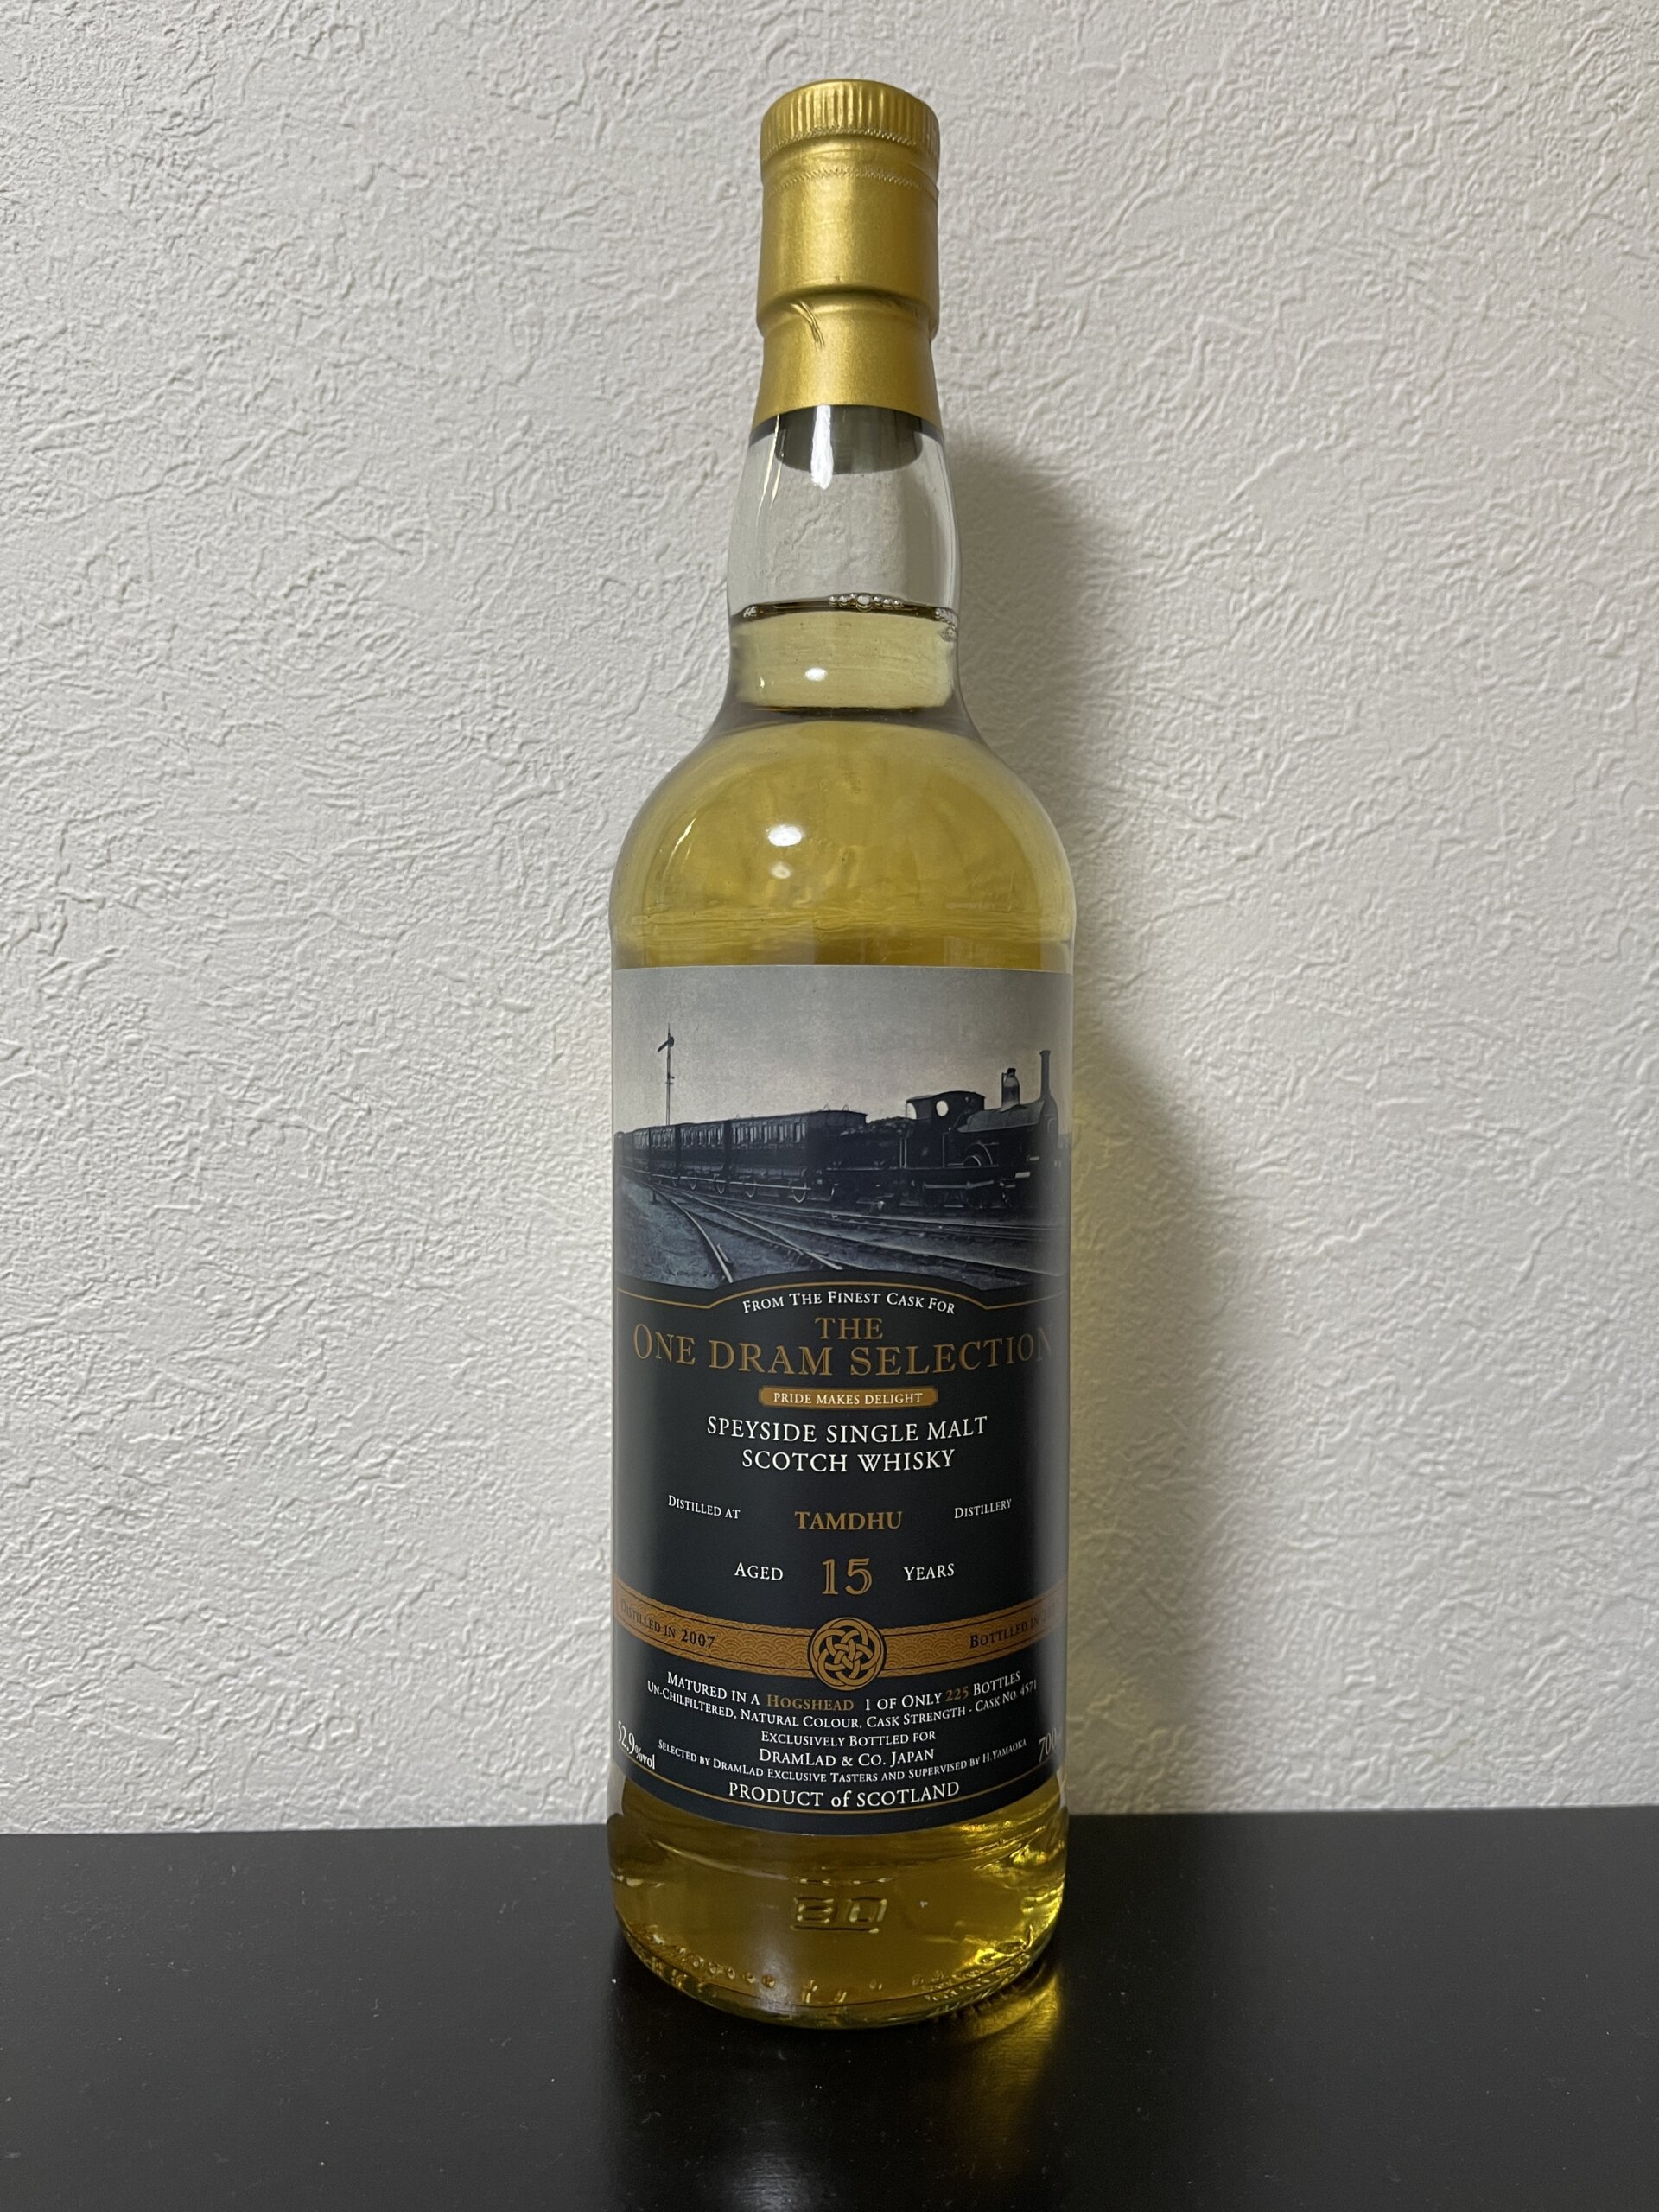 FROM THE FINEST CASK FOR
THE
ONE DRAM SELECTION
PRIDE MAKES DELIGHT
SPEYSIDE SINGLE MALT
SCOTCH WHISKY
DISTILLED AT TAMDHU DISTILLERY
AGED 15 YEARS
DISTILLED IN 2007 BOTTLLED IN
MATURED IN A HOGSHEAD 1 OF ONLY 225 BOTTLES
UN-CHILFILTERED, NATURAL COLOUR, CASK STRENGTH - CASK NO. 4571
EXCLUSIVELY BOTTLED FOR
DRAMLAD & CO. JAPAN
52.9%vol SELECTED BY DRAMLAD EXCLUSIVE TASTERS AND SUPERVISED BY H.YAMAOKA 700
PRODUCT of SCOTLAND